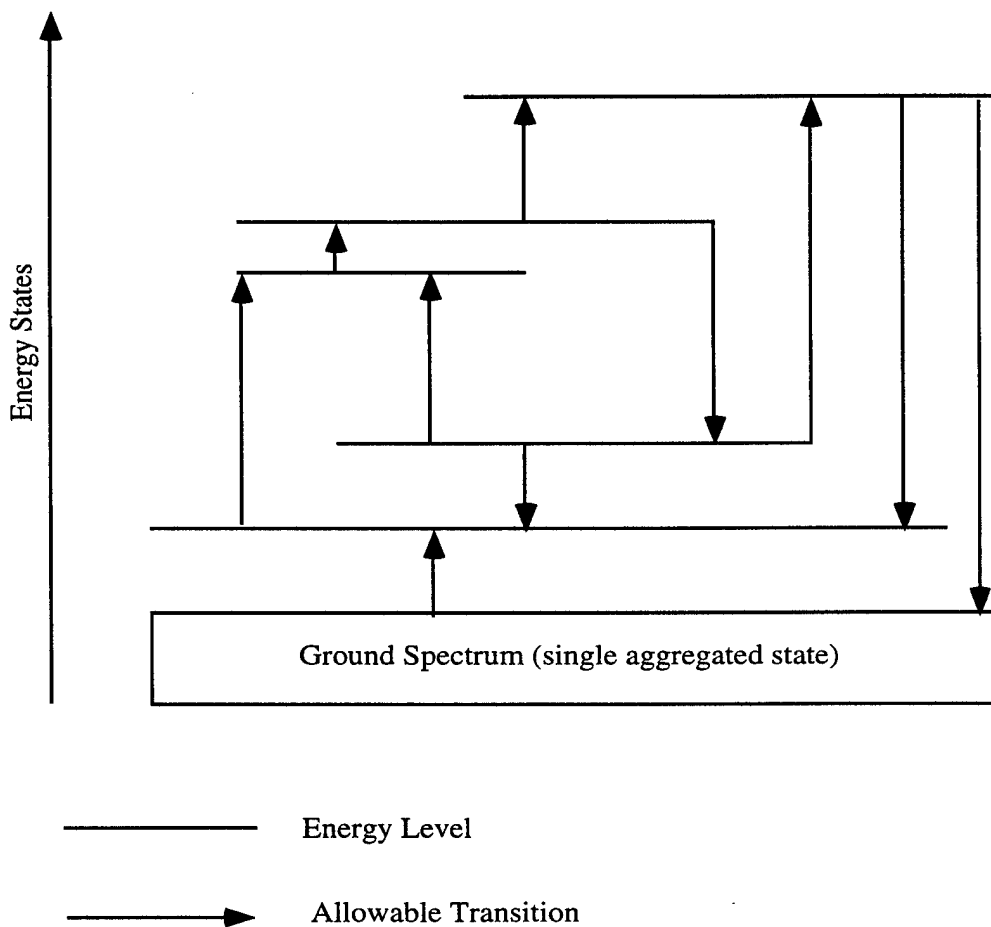 Energy States
Ground Spectrum (single aggregated state)
Energy Level
Allowable Transition